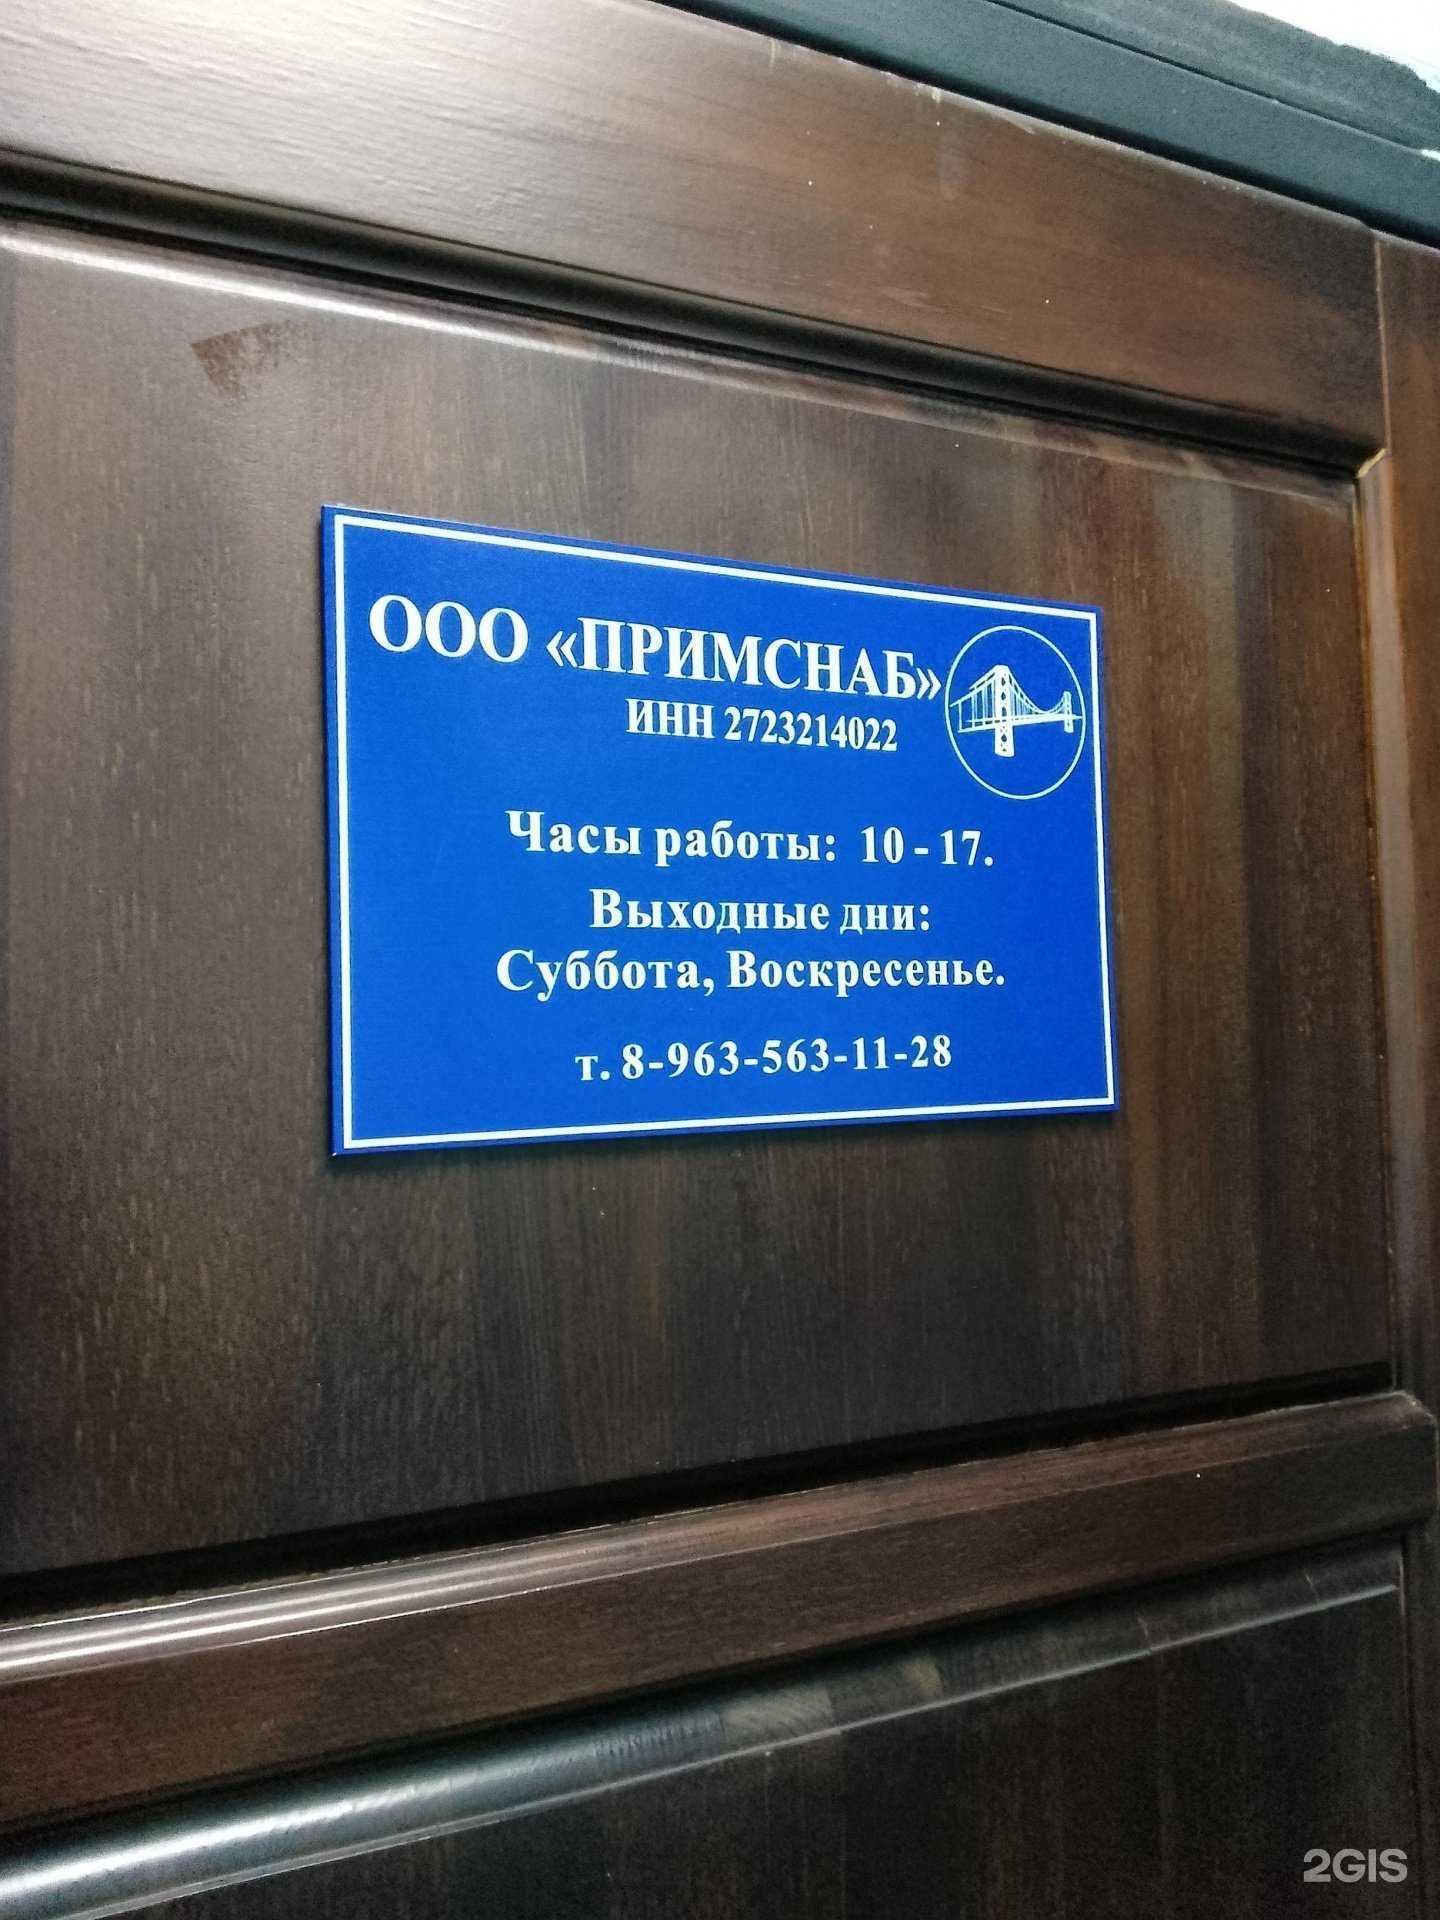 ООО «ПРИМСНАБ»
ИНН 2723214022
Часы работы: 10 - 17.
Выходные дни:
Суббота, Воскресенье.
т. 8-963-563-11-28
2GIS